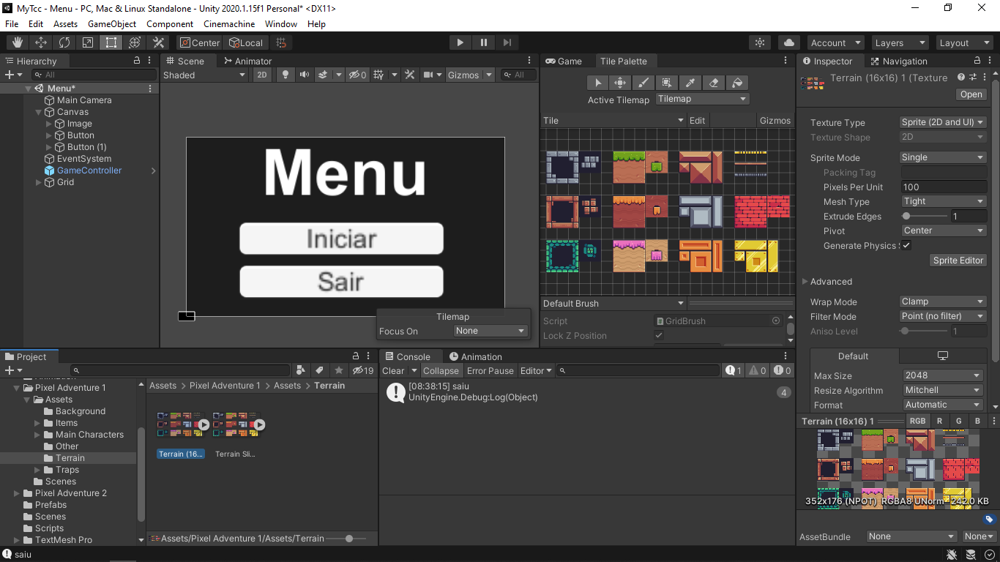 MyTcc - Menu - PC, Mac & Linux Standalone - Unity 2020.1.15f1 Personal* <DX11>
File Edit Assets GameObject Component Cinemachine Window Help
Center Local Account Layers Layout
Hierarchy
All
Menu*
Main Camera
Canvas
Image
Button
Button (1)
EventSystem
GameController
Grid
Scene Animator
Shaded 2D 0 Gizmos All
Menu
Iniciar
Sair
Tilemap
Focus On None
Game Tile Palette
Active Tilemap Tilemap
Tile Edit Gizmos
Default Brush
Script GridBrush
Lock Z Position
Inspector Navigation
Terrain (16x16) 1 (Texture
Open
Texture Type Sprite (2D and UI)
Texture Shape 2D
Sprite Mode Single
Packing Tag
Pixels Per Unit 100
Mesh Type Tight
Extrude Edges 1
Pivot Center
Generate Physics
Sprite Editor
Advanced
Wrap Mode Clamp
Filter Mode Point (no filter)
Aniso Level 1
Default
Max Size 2048
Resize Algorithm Mitchell
Format Automatic
Terrain (16x16) 1 RGB R G B
352x176 (NPOT) RGBA8 UNorm 242.0 KB
AssetBundle None None
Project
19
Pixel Adventure 1
Assets
Background
Items
Main Characters
Other
Terrain
Traps
Scenes
Pixel Adventure 2
Prefabs
Scenes
Scripts
TextMesh Pro
Assets > Pixel Adventure 1 > Assets > Terrain
Terrain (16... Terrain Sli...
Assets/Pixel Adventure 1/Assets/Terrain
Console Animation
Clear Collapse Error Pause Editor 1 0 0
[08:38:15] saiu
UnityEngine.Debug:Log(Object)
4
saiu